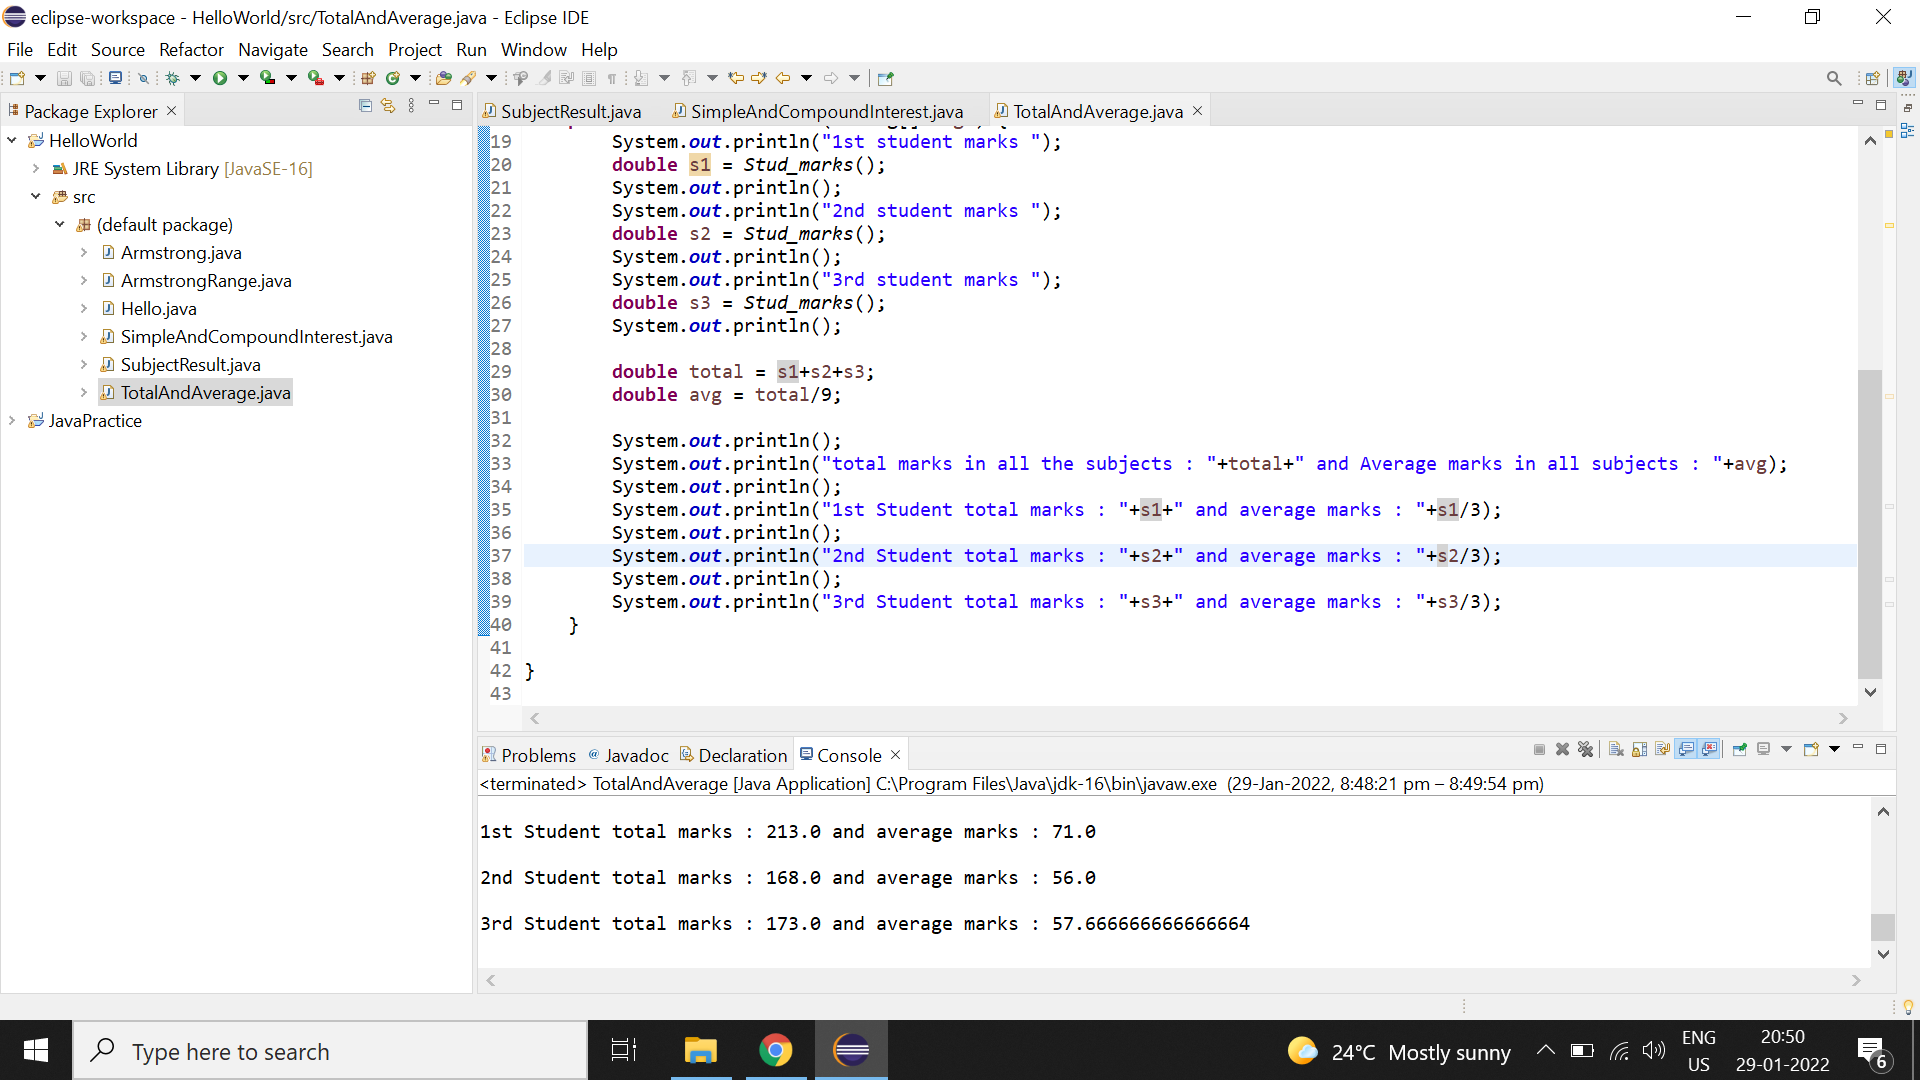 eclipse-workspace - HelloWorld/src/TotalAndAverage.java - Eclipse IDE
File Edit Source Refactor Navigate Search Project Run Window Help
Package Explorer
HelloWorld
JRE System Library [JavaSE-16]
src
(default package)
Armstrong.java
ArmstrongRange.java
Hello.java
SimpleAndCompoundInterest.java
SubjectResult.java
TotalAndAverage.java
JavaPractice
SubjectResult.java SimpleAndCompoundInterest.java TotalAndAverage.java
19 System.out.println("1st student marks ");
20 double s1 = Stud_marks();
21 System.out.println();
22 System.out.println("2nd student marks ");
23 double s2 = Stud_marks();
24 System.out.println();
25 System.out.println("3rd student marks ");
26 double s3 = Stud_marks();
27 System.out.println();
28
29 double total = s1+s2+s3;
30 double avg = total/9;
31
32 System.out.println();
33 System.out.println("total marks in all the subjects : "+total+" and Average marks in all subjects : "+avg);
34 System.out.println();
35 System.out.println("1st Student total marks : "+s1+" and average marks : "+s1/3);
36 System.out.println();
37 System.out.println("2nd Student total marks : "+s2+" and average marks : "+s2/3);
38 System.out.println();
39 System.out.println("3rd Student total marks : "+s3+" and average marks : "+s3/3);
40 }
41
42 }
43
Problems Javadoc Declaration Console
<terminated> TotalAndAverage [Java Application] C:\Program Files\Java\jdk-16\bin\javaw.exe (29-Jan-2022, 8:48:21 pm – 8:49:54 pm)
1st Student total marks : 213.0 and average marks : 71.0
2nd Student total marks : 168.0 and average marks : 56.0
3rd Student total marks : 173.0 and average marks : 57.666666666666664
Type here to search
24°C Mostly sunny
ENG
US
20:50
29-01-2022
6